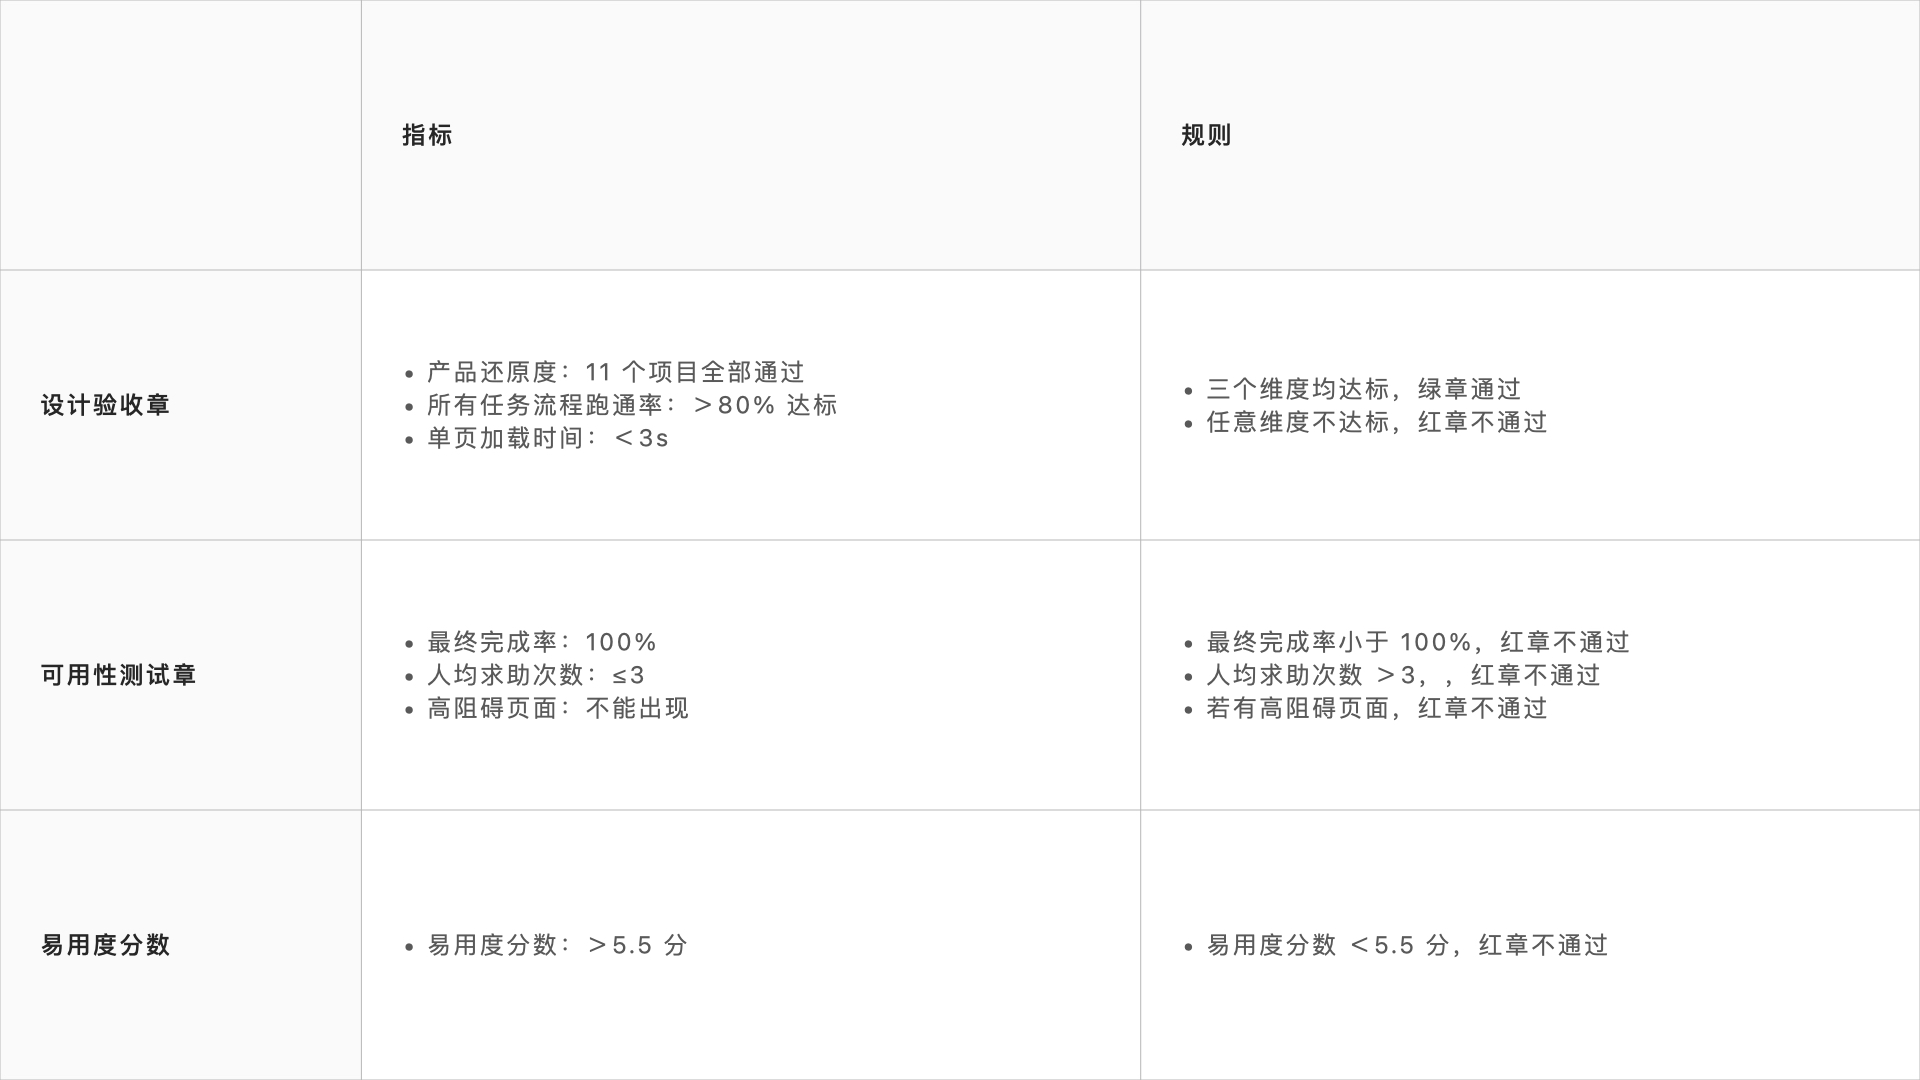 指标
规则
设计验收章
• 产品还原度：11 个项目全部通过
• 所有任务流程跑通率：＞80% 达标
• 单页加载时间：＜3s
• 三个维度均达标，绿章通过
• 任意维度不达标，红章不通过
可用性测试章
• 最终完成率：100%
• 人均求助次数：≤3
• 高阻碍页面：不能出现
• 最终完成率小于 100%，红章不通过
• 人均求助次数 ＞3，，红章不通过
• 若有高阻碍页面，红章不通过
易用度分数
• 易用度分数：＞5.5 分
• 易用度分数 ＜5.5 分，红章不通过